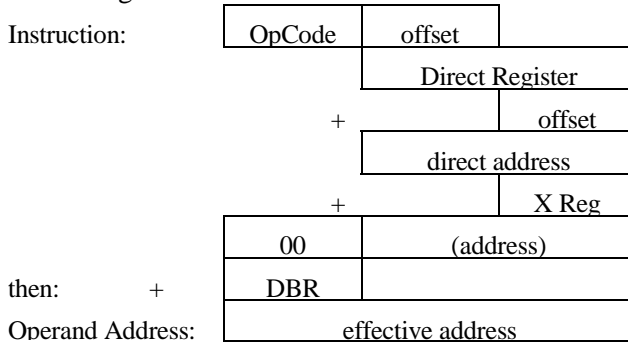 Instruction: OpCode offset
Direct Register
+ offset
direct address
+ X Reg
00 (address)
then: + DBR
Operand Address: effective address